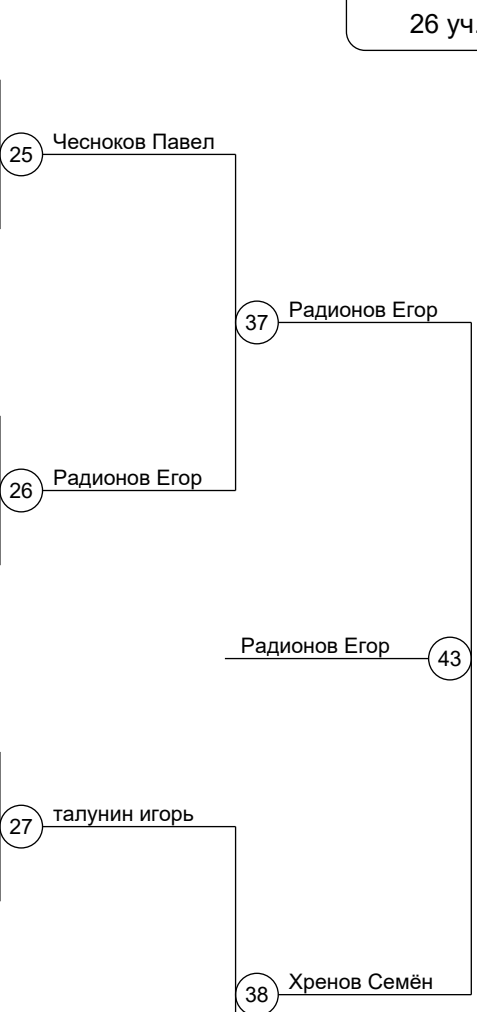 26 уч.
25 Чесноков Павел
37 Радионов Егор
26 Радионов Егор
Радионов Егор 43
27 талунин игорь
38 Хренов Семён